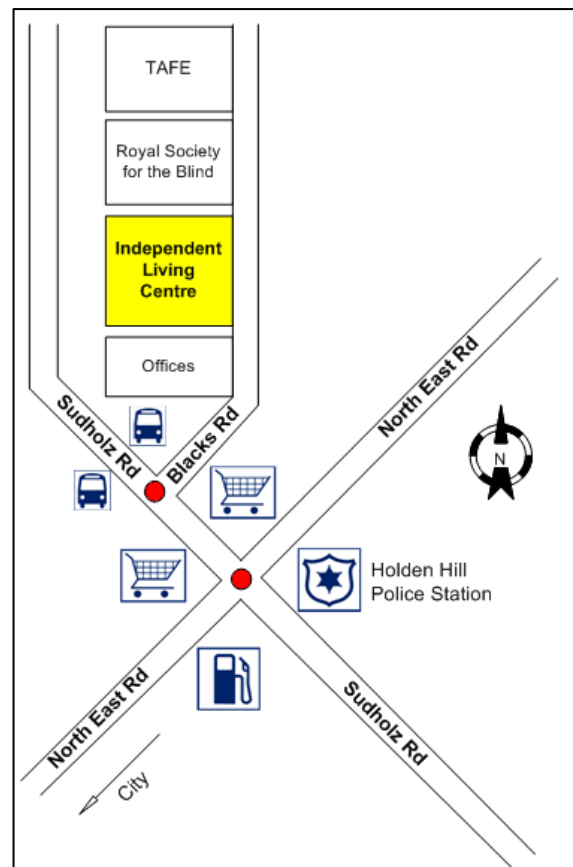 TAFE
Royal Society
for the Blind
Independent
Living
Centre
Offices
North East Rd
Sudholz Rd
Blacks Rd
N
Holden Hill
Police Station
North East Rd
Sudholz Rd
City